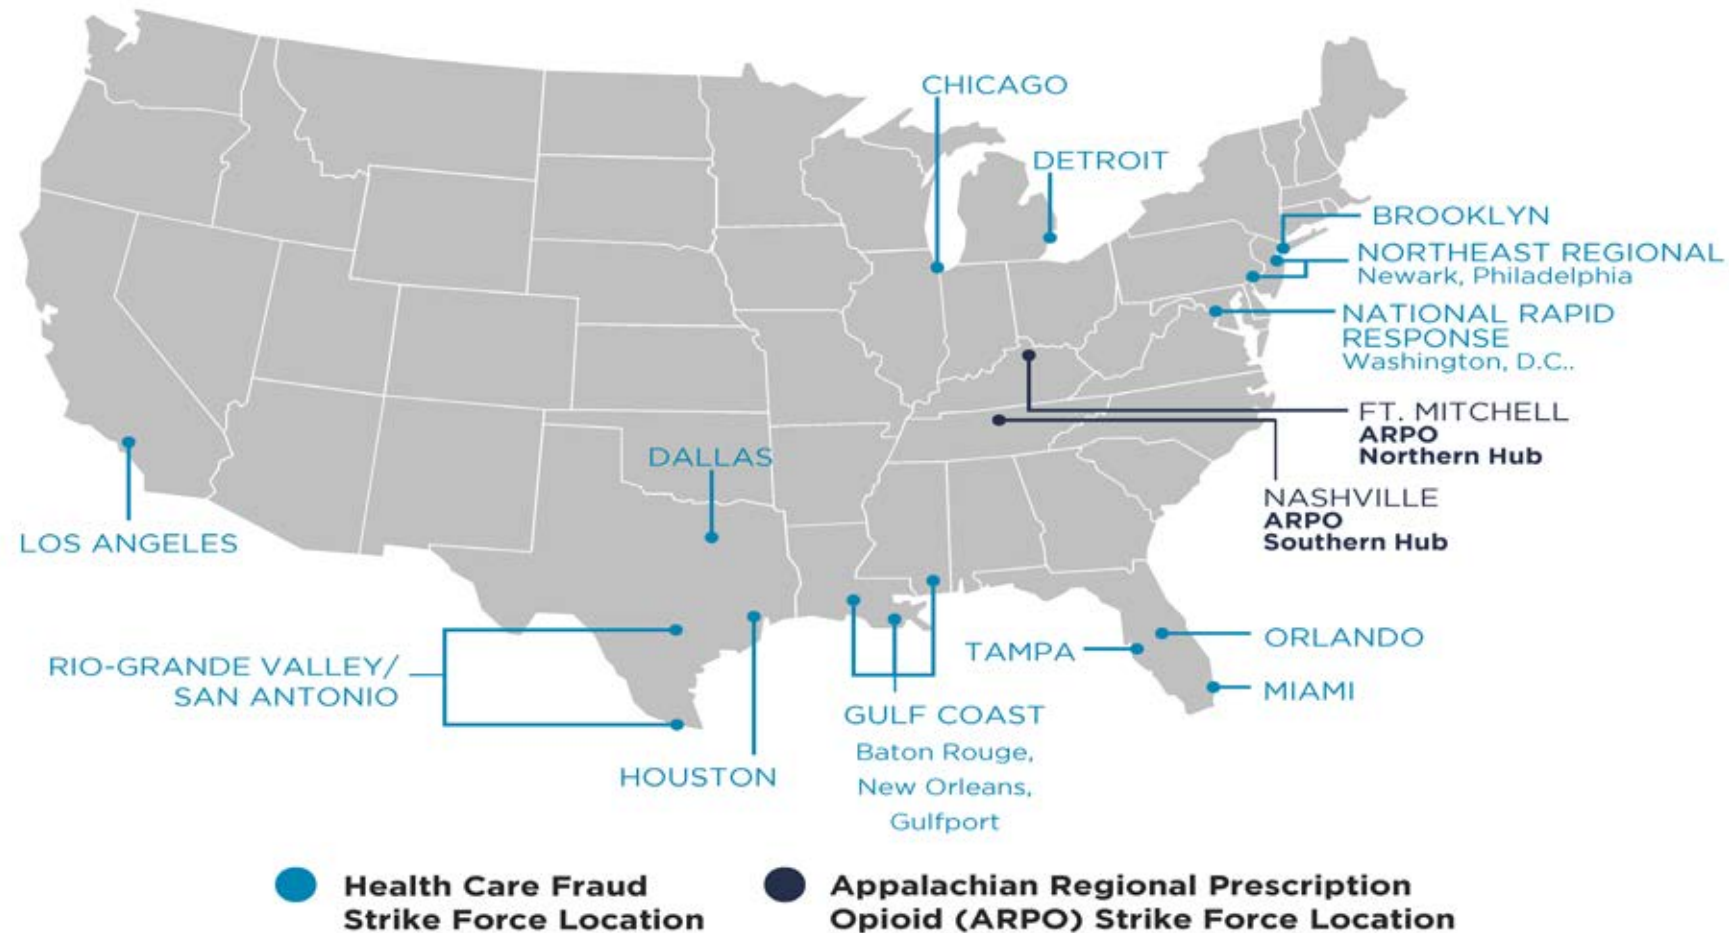 CHICAGO
DETROIT
BROOKLYN
NORTHEAST REGIONAL
Newark, Philadelphia
NATIONAL RAPID
RESPONSE
Washington, D.C..
FT. MITCHELL
ARPO
Northern Hub
NASHVILLE
ARPO
Southern Hub
DALLAS
LOS ANGELES
RIO-GRANDE VALLEY/
SAN ANTONIO
HOUSTON
GULF COAST
Baton Rouge,
New Orleans,
Gulfport
TAMPA
ORLANDO
MIAMI
Health Care Fraud
Strike Force Location
Appalachian Regional Prescription
Opioid (ARPO) Strike Force Location